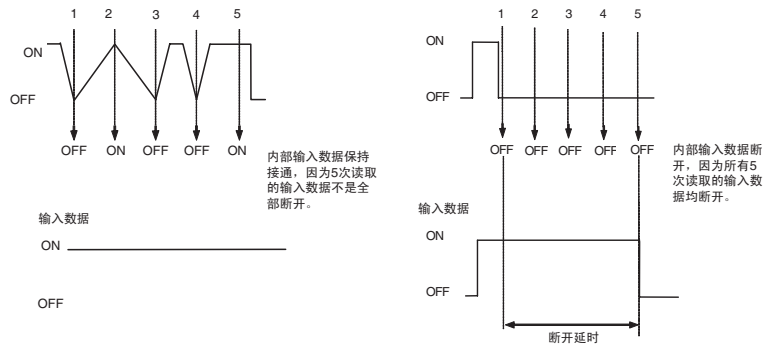 1 2 3 4 5
ON
OFF
OFF ON OFF OFF ON
内部输入数据保持
接通，因为5次读取
的输入数据不是全
部断开。
输入数据
ON
OFF
1 2 3 4 5
ON
OFF
OFF OFF OFF OFF OFF
内部输入数据断
开，因为所有5
次读取的输入数
据均断开。
输入数据
ON
OFF
断开延时